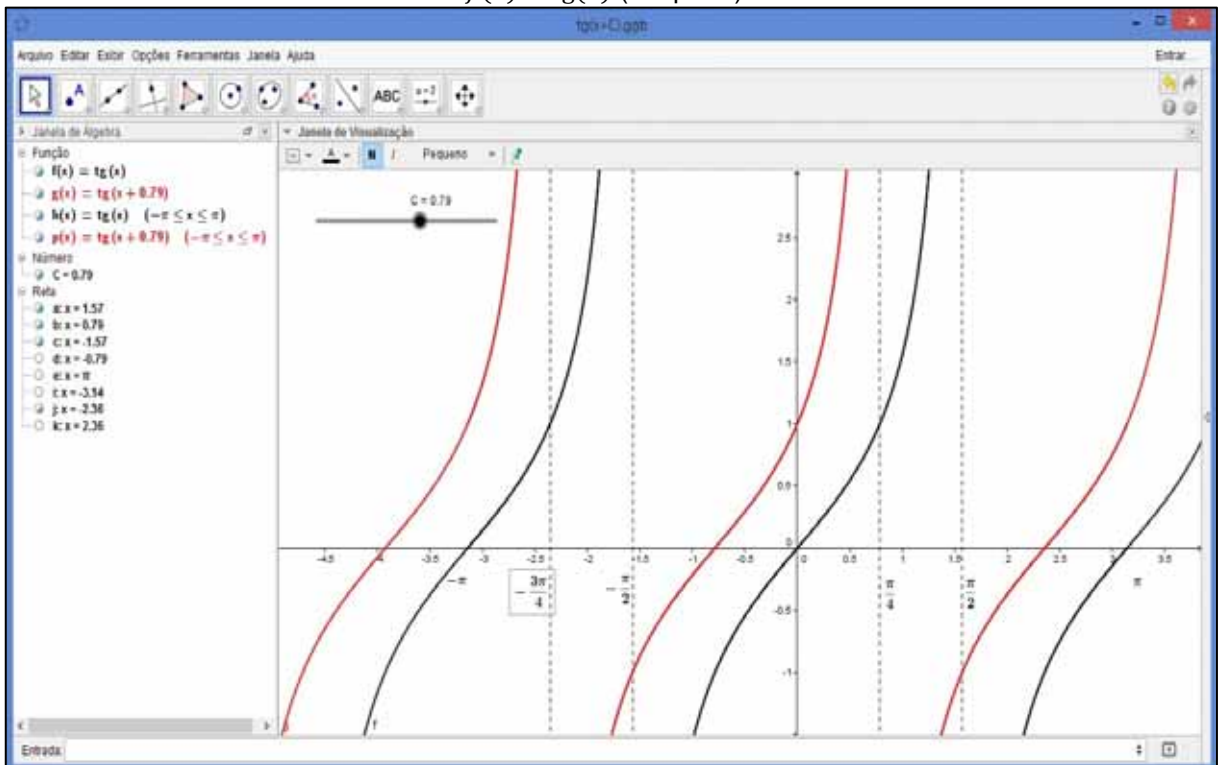 Arquivo Editar Exibir Opções Ferramentas Janela Ajuda
Entrar...
ABC
a=2
Janela de Álgebra
Janela de Visualização
Função
f(x) = tg(x)
g(x) = tg(x + 0.79)
h(x) = tg(x) (-π ≤ x ≤ π)
p(x) = tg(x + 0.79) (-π ≤ x ≤ π)
Número
C = 0.79
Reta
a: x = 1.57
b: x = 0.79
c: x = -1.57
d: x = -0.79
e: x = π
i: x = -3.14
j: x = -2.36
k: x = 2.36
N I Pequeno
C = 0.79
2.5
2
1.5
1
0.5
0
-4.5 -3.5 -3 -2.5 -2 -1.5 -1 -0.5 0 0.5 1 1.5 2 2.5 3 3.5
-π
-3π/4
-π/2
π/4
π/2
π
-0.5
-1
f
Entrada: